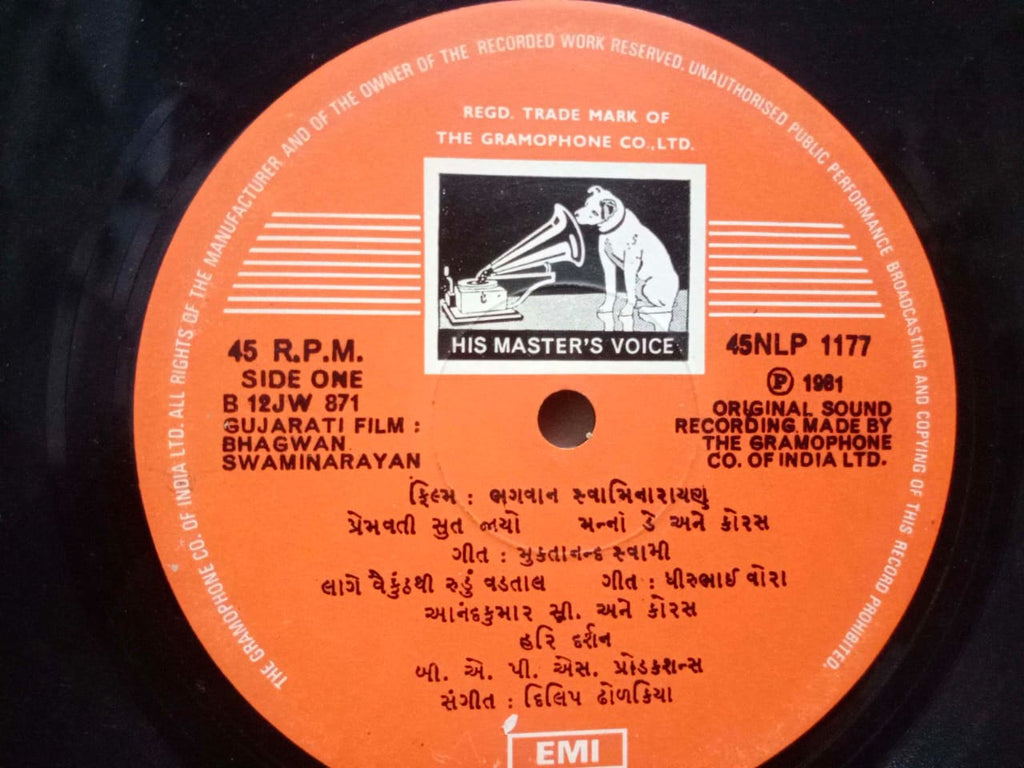 THE GRAMOPHONE CO. OF INDIA LTD. ALL RIGHTS OF THE MANUFACTURER AND OF THE OWNER OF THE RECORDED WORK RESERVED. UNAUTHORISED PUBLIC PERFORMANCE BROADCASTING AND COPYING OF THIS RECORD PROHIBITED.
REGD. TRADE MARK OF
THE GRAMOPHONE CO.,LTD.
HIS MASTER'S VOICE
45 R.P.M.
SIDE ONE
B 12JW 871
GUJARATI FILM :
BHAGWAN
SWAMINARAYAN
45NLP 1177
Ⓟ 1981
ORIGINAL SOUND
RECORDING MADE BY
THE GRAMOPHONE
CO. OF INDIA LTD.
ફિલ્મ : ભગવાન સ્વામિનારાયણ
પ્રેમવતી સુત જાયો મન્ના ડે અને કોરસ
ગીત : મુક્તાનન્દ સ્વામી
લાગે વૈકુંઠથી રુડું વડતાલ ગીત : ધીરુભાઈ વોરા
આનંદકુમાર સી. અને કોરસ
હરિ દર્શન
બી. એ. પી. એસ. પ્રોડકશન્સ
સંગીત : દિલિપ ઢોળકિયા
EMI